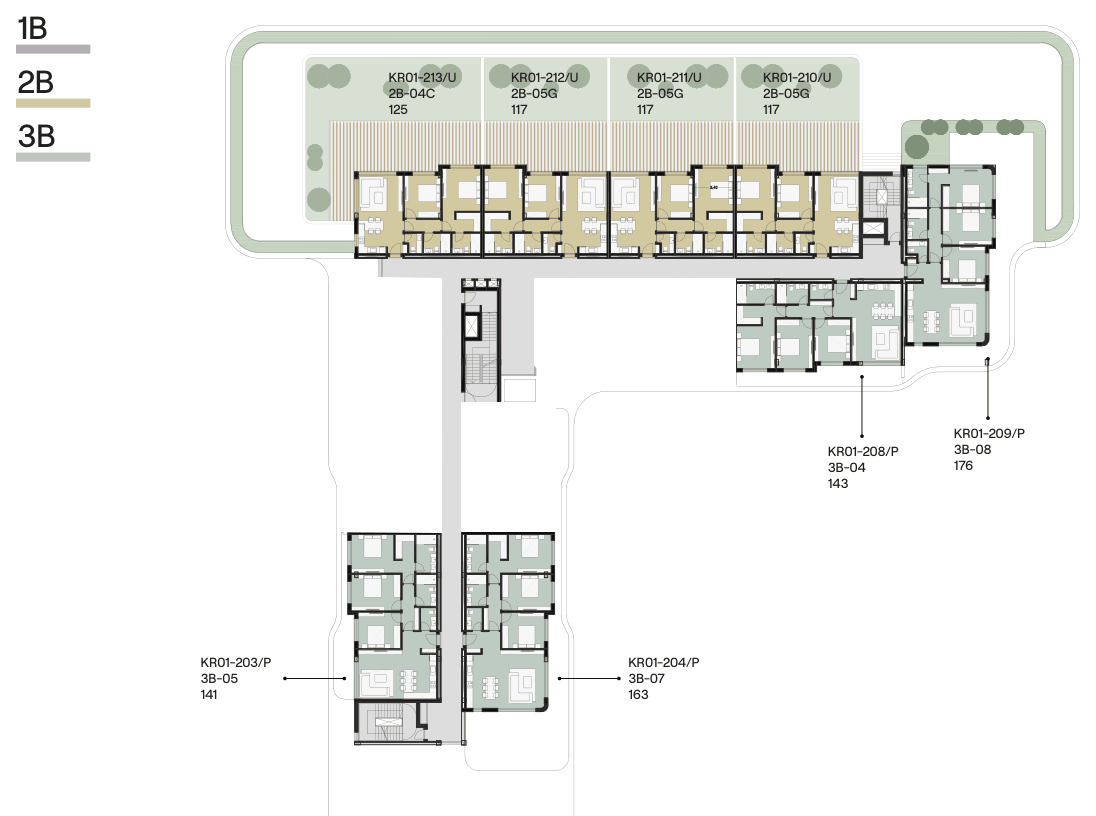 1B
2B
3B
KR01-213/U
2B-04C
125
KR01-212/U
2B-05G
117
KR01-211/U
2B-05G
117
KR01-210/U
2B-05G
117
KR01-209/P
3B-08
176
KR01-208/P
3B-04
143
KR01-203/P
3B-05
141
KR01-204/P
3B-07
163